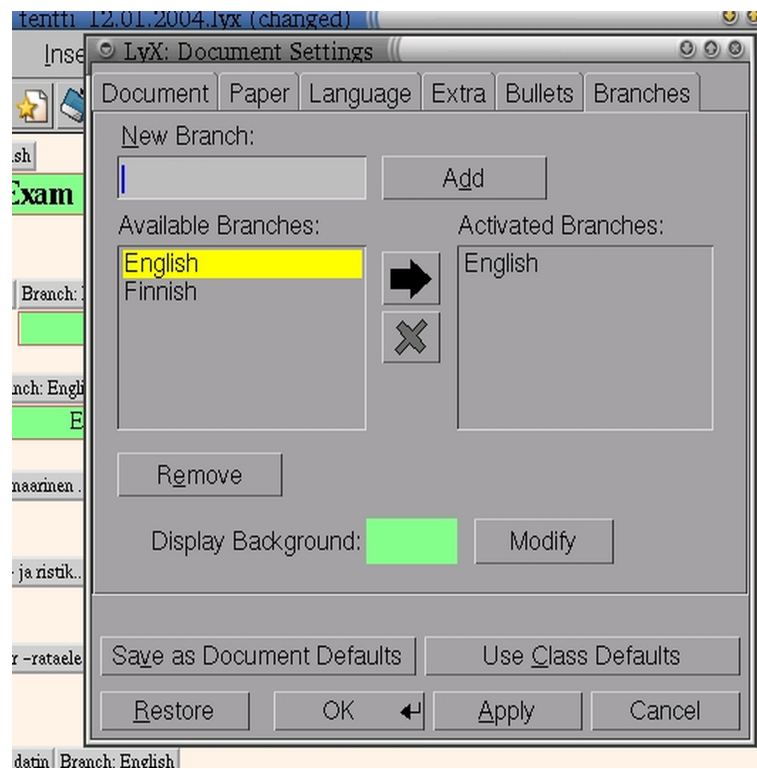 tentti 12.01.2004.lyx (changed)
Inse
LyX: Document Settings
Document Paper Language Extra Bullets Branches
New Branch:
Add
Available Branches:
Activated Branches:
English
Finnish
English
Remove
Display Background:
Modify
Save as Document Defaults
Use Class Defaults
Restore
OK
Apply
Cancel
sh
Exam
Branch:
nch: Engli
E
naarinen .
- ja ristik...
r -rataele
datin Branch: English